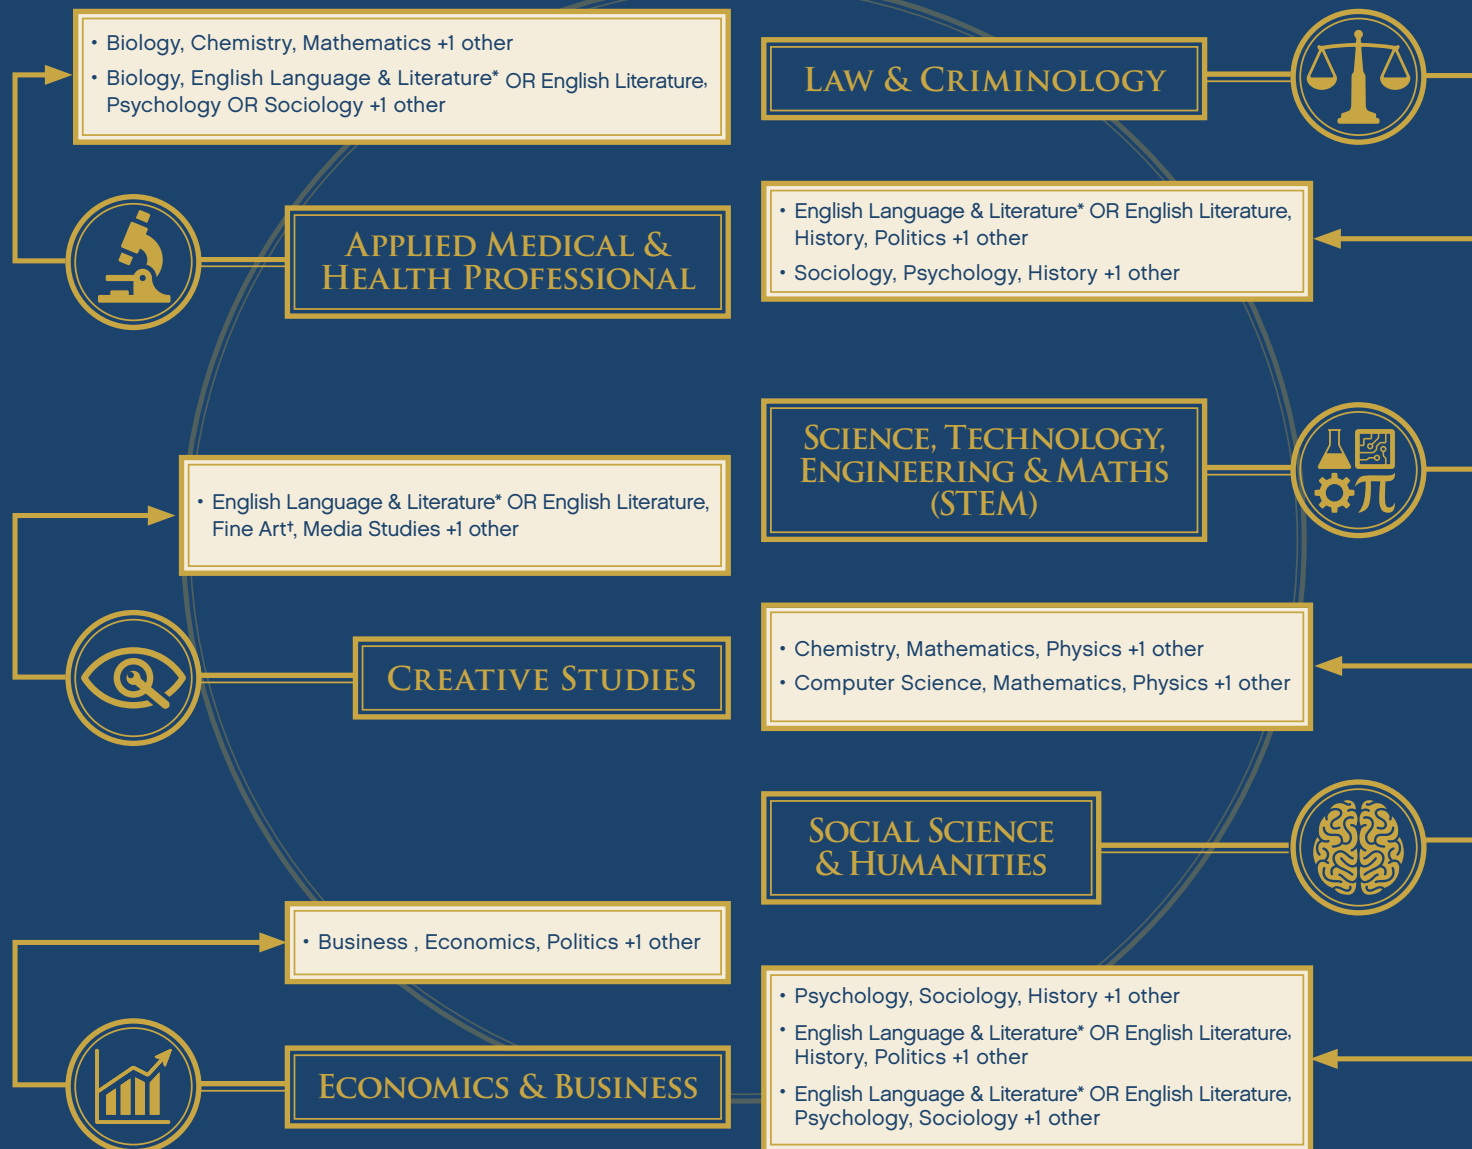 • Biology, Chemistry, Mathematics +1 other
• Biology, English Language & Literature* OR English Literature,
Psychology OR Sociology +1 other
APPLIED MEDICAL &
HEALTH PROFESSIONAL
• English Language & Literature* OR English Literature,
Fine Art†, Media Studies +1 other
CREATIVE STUDIES
• Business , Economics, Politics +1 other
ECONOMICS & BUSINESS
LAW & CRIMINOLOGY
• English Language & Literature* OR English Literature,
History, Politics +1 other
• Sociology, Psychology, History +1 other
SCIENCE, TECHNOLOGY,
ENGINEERING & MATHS
(STEM)
π
• Chemistry, Mathematics, Physics +1 other
• Computer Science, Mathematics, Physics +1 other
SOCIAL SCIENCE
& HUMANITIES
• Psychology, Sociology, History +1 other
• English Language & Literature* OR English Literature,
History, Politics +1 other
• English Language & Literature* OR English Literature,
Psychology, Sociology +1 other